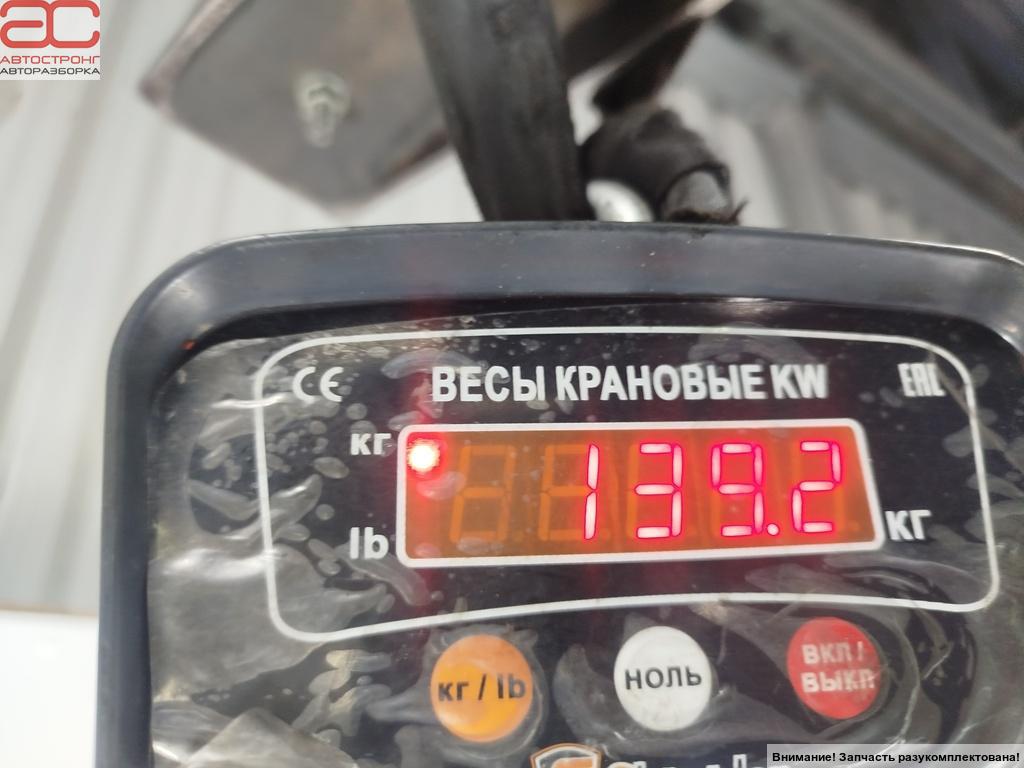 АС
АВТОСТРОНГ
АВТОРАЗБОРКА
CE
ВЕСЫ КРАНОВЫЕ KW
EAC
кг
139.2
кг
lb
кг / lb
НОЛЬ
ВКЛ /
ВЫКЛ
Внимание! Запчасть разукомплектована!